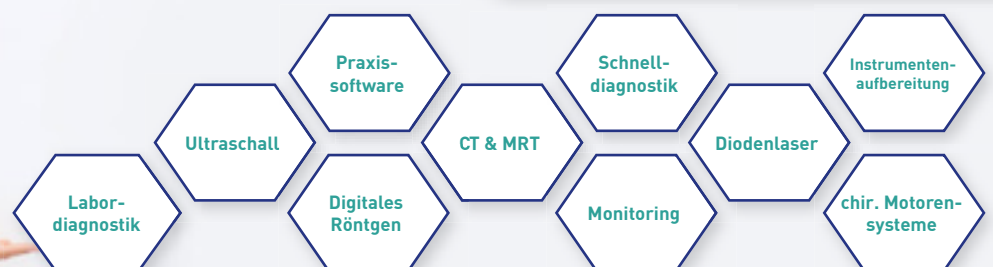 Praxis-
software
Schnell-
diagnostik
Instrumenten-
aufbereitung
Ultraschall
CT & MRT
Diodenlaser
Labor-
diagnostik
Digitales
Röntgen
Monitoring
chir. Motoren-
systeme